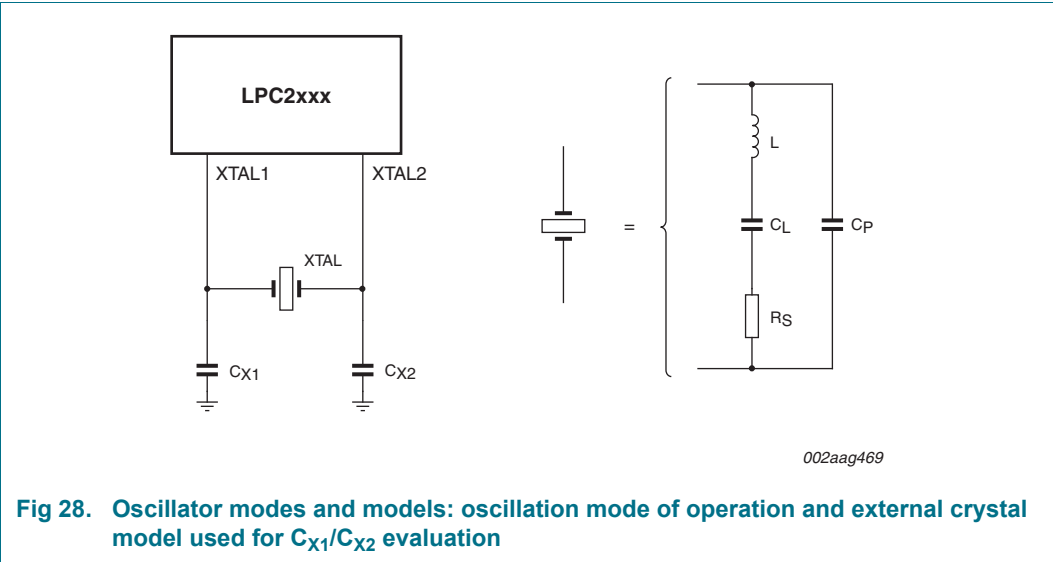 LPC2xxx
XTAL1
XTAL2
XTAL
CX1
CX2
=
L
CL
CP
RS
002aag469
Fig 28. Oscillator modes and models: oscillation mode of operation and external crystal
model used for CX1/CX2 evaluation